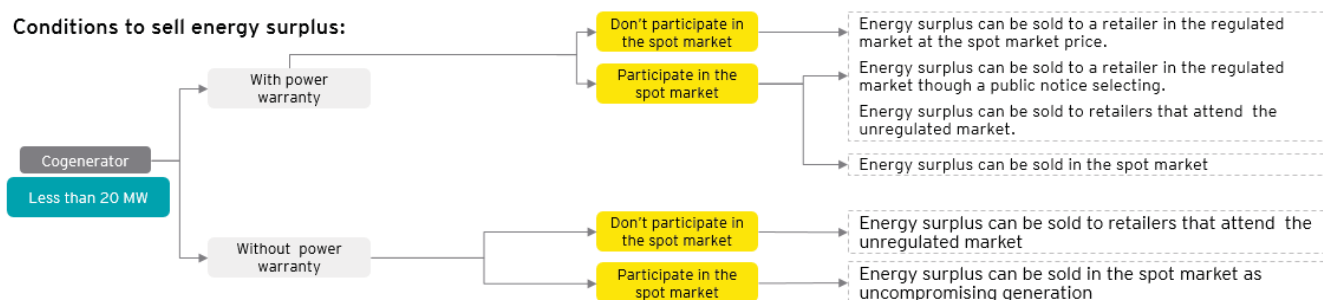 Conditions to sell energy surplus:
Cogenerator
Less than 20 MW
With power
warranty
Don't participate in
the spot market
Energy surplus can be sold to a retailer in the regulated
market at the spot market price.
Participate in the
spot market
Energy surplus can be sold to a retailer in the regulated
market though a public notice selecting.
Energy surplus can be sold to retailers that attend the
unregulated market.
Energy surplus can be sold in the spot market
Without power
warranty
Don't participate in
the spot market
Energy surplus can be sold to retailers that attend the
unregulated market
Participate in the
spot market
Energy surplus can be sold in the spot market as
uncompromising generation